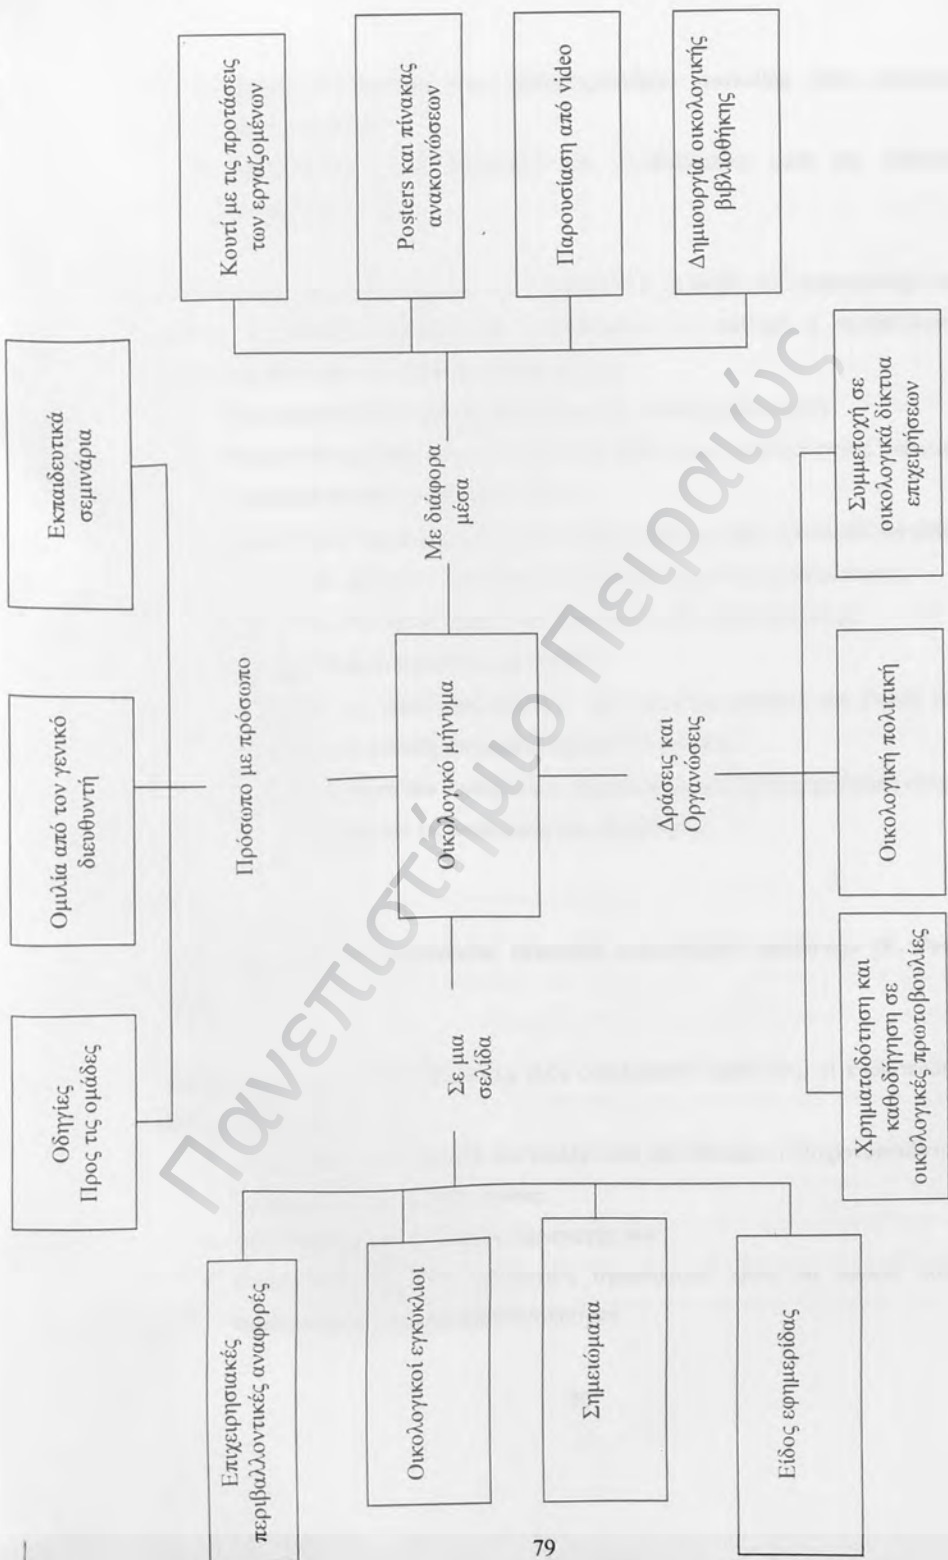 Οδηγίες
Προς τις ομάδες
Ομιλία από τον γενικό
διευθυντή
Εκπαιδευτικά
σεμινάρια
Πρόσωπο με πρόσωπο
Επιχειρησιακές
περιβαλλοντικές αναφορές
Οικολογικοί εγκύκλιοι
Σημειώματα
Είδος εφημερίδας
Σε μια
σελίδα
Οικολογικό μήνυμα
Με διάφορα
μέσα
Κουτί με τις προτάσεις
των εργαζομένων
Posters και πίνακας
ανακοινώσεων
Παρουσίαση από video
Δημιουργία οικολογικής
βιβλιοθήκης
Δράσεις και
Οργανώσεις
Χρηματοδότηση και
καθοδήγηση σε
οικολογικές πρωτοβουλίες
Οικολογική πολιτική
Συμμετοχή σε
οικολογικά δίκτυα
επιχειρήσεων
Πανεπιστήμιο Πειραιώς
79